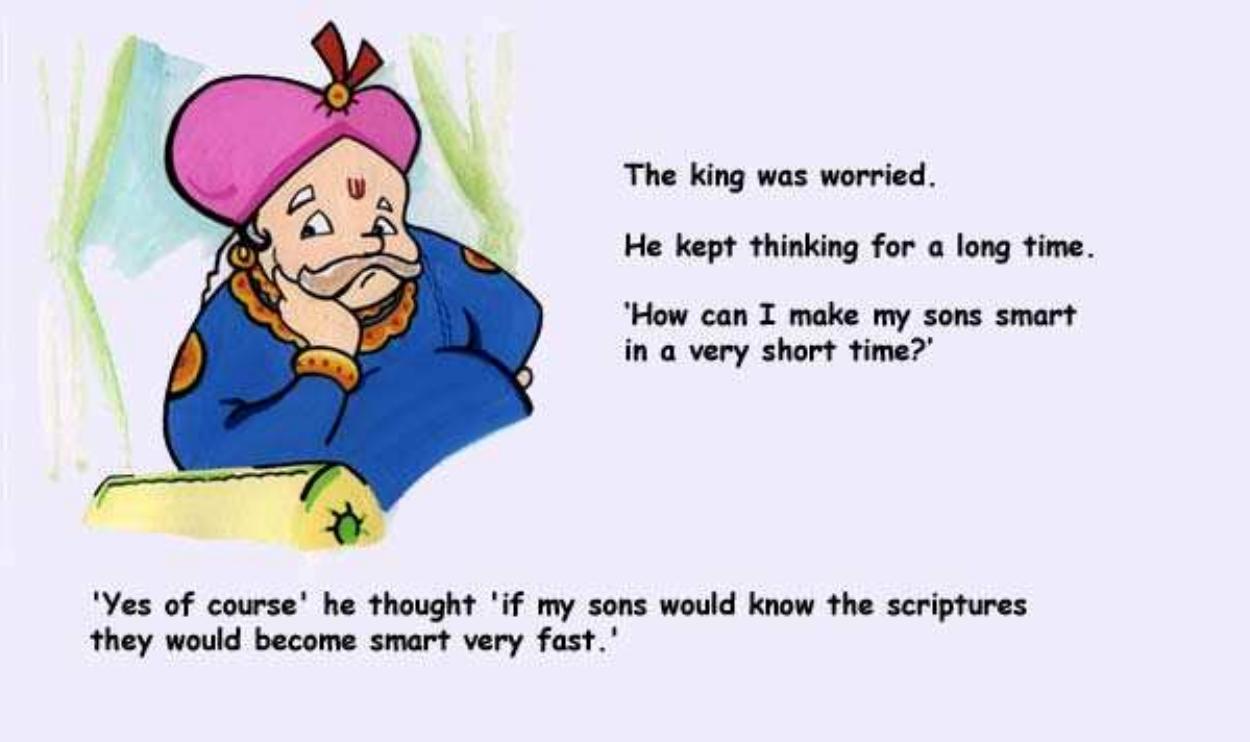 The king was worried.
He kept thinking for a long time.
'How can I make my sons smart
in a very short time?'
'Yes of course' he thought 'if my sons would know the scriptures
they would become smart very fast.'